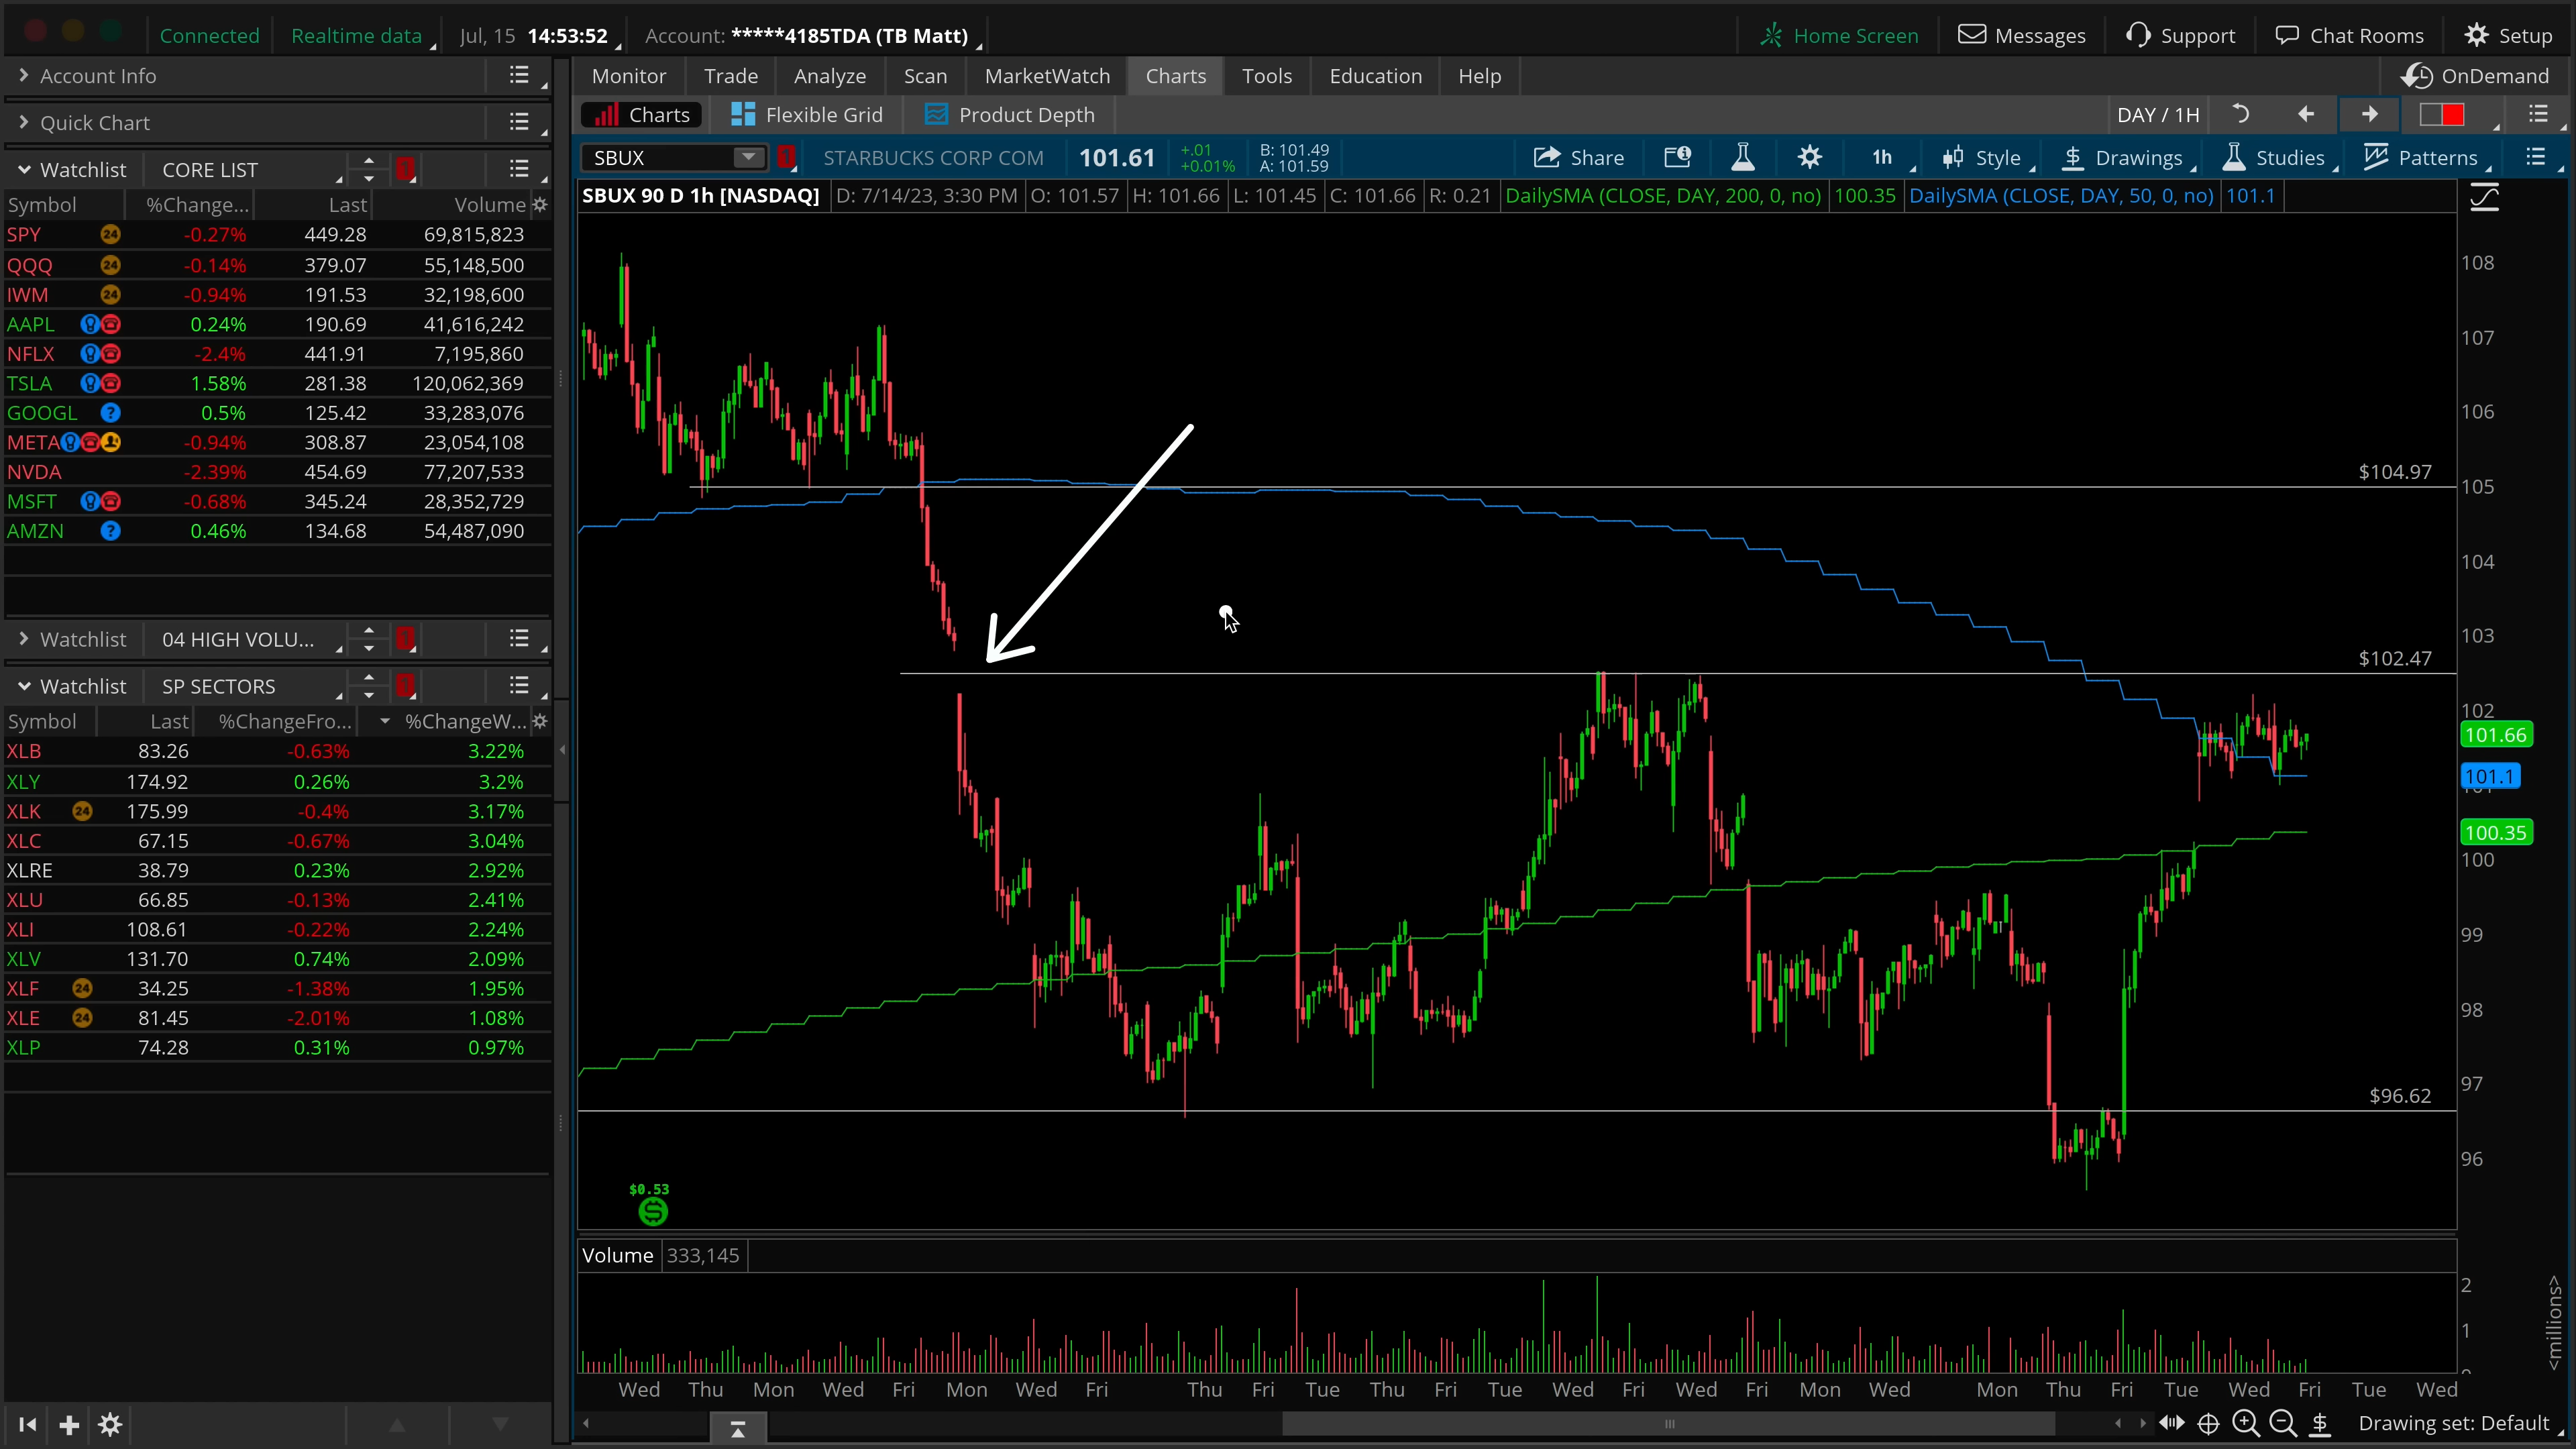 Connected Realtime data Jul, 15 14:53:52 Account: *****4185TDA (TB Matt) Home Screen Messages Support Chat Rooms Setup
Account Info
Quick Chart
Watchlist CORE LIST
Symbol %Change... Last Volume
SPY 24 -0.27% 449.28 69,815,823
QQQ 24 -0.14% 379.07 55,148,500
IWM 24 -0.94% 191.53 32,198,600
AAPL 0.24% 190.69 41,616,242
NFLX -2.4% 441.91 7,195,860
TSLA 1.58% 281.38 120,062,369
GOOGL ? 0.5% 125.42 33,283,076
META -0.94% 308.87 23,054,108
NVDA -2.39% 454.69 77,207,533
MSFT -0.68% 345.24 28,352,729
AMZN ? 0.46% 134.68 54,487,090
Watchlist 04 HIGH VOLU...
Watchlist SP SECTORS
Symbol Last %ChangeFro... %ChangeW...
XLB 83.26 -0.63% 3.22%
XLY 174.92 0.26% 3.2%
XLK 24 175.99 -0.4% 3.17%
XLC 67.15 -0.67% 3.04%
XLRE 38.79 0.23% 2.92%
XLU 66.85 -0.13% 2.41%
XLI 108.61 -0.22% 2.24%
XLV 131.70 0.74% 2.09%
XLF 24 34.25 -1.38% 1.95%
XLE 24 81.45 -2.01% 1.08%
XLP 74.28 0.31% 0.97%
Monitor Trade Analyze Scan MarketWatch Charts Tools Education Help OnDemand
Charts Flexible Grid Product Depth DAY / 1H
SBUX 1 STARBUCKS CORP COM 101.61 +.01 B: 101.49
+0.01% A: 101.59
Share 1h Style Drawings Studies Patterns
SBUX 90 D 1h [NASDAQ] D: 7/14/23, 3:30 PM O: 101.57 H: 101.66 L: 101.45 C: 101.66 R: 0.21 DailySMA (CLOSE, DAY, 200, 0, no) 100.35 DailySMA (CLOSE, DAY, 50, 0, no) 101.1
108
107
106
$104.97
105
104
103
$102.47
102
101.66
101.1
100.35
100
99
98
97
$96.62
96
$0.53
Volume 333,145
2
1
<millions>
Wed Thu Mon Wed Fri Mon Wed Fri Thu Fri Tue Thu Fri Tue Wed Fri Wed Fri Mon Wed Mon Thu Fri Tue Wed Fri Tue Wed
Drawing set: Default